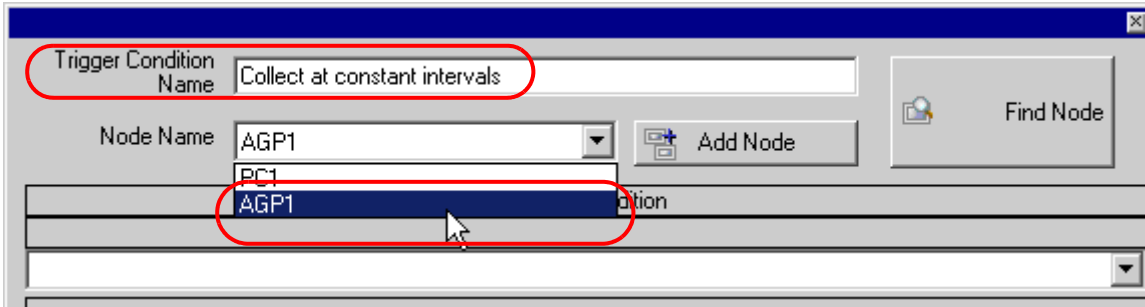 Trigger Condition
Name
Collect at constant intervals
Find Node
Node Name
AGP1
Add Node
PC1
AGP1
dition